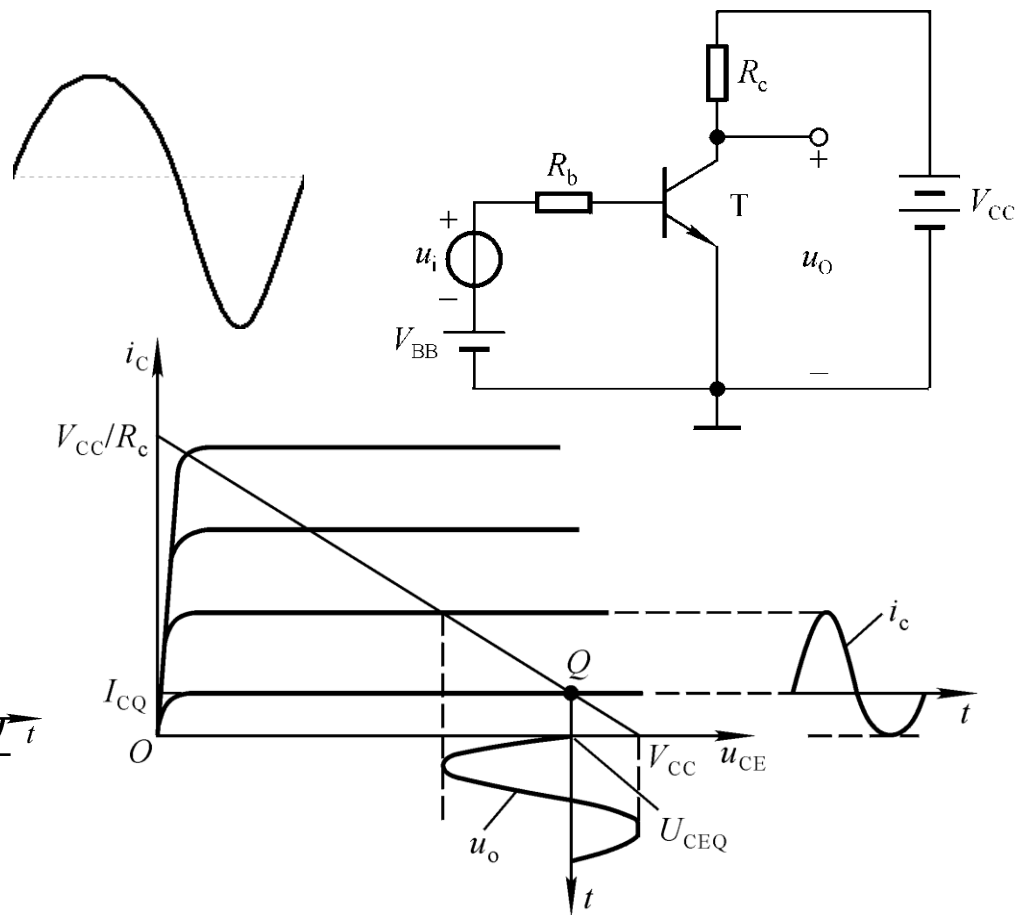 R_c
+
R_b
T
V_CC
+
u_i
−
u_O
V_BB
−
i_C
V_CC/R_c
i_c
Q
I_CQ
t
t
O
V_CC
u_CE
u_o
U_CEQ
t